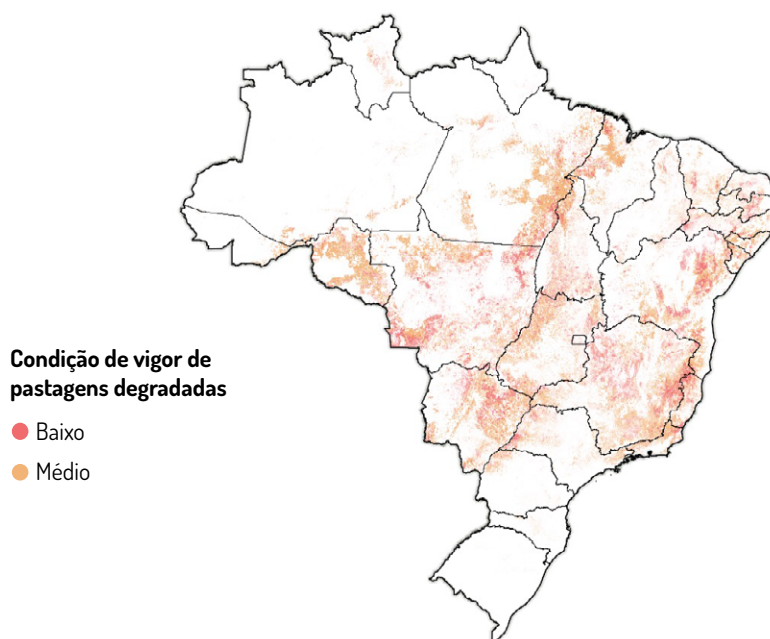 Condição de vigor de
pastagens degradadas
Baixo
Médio